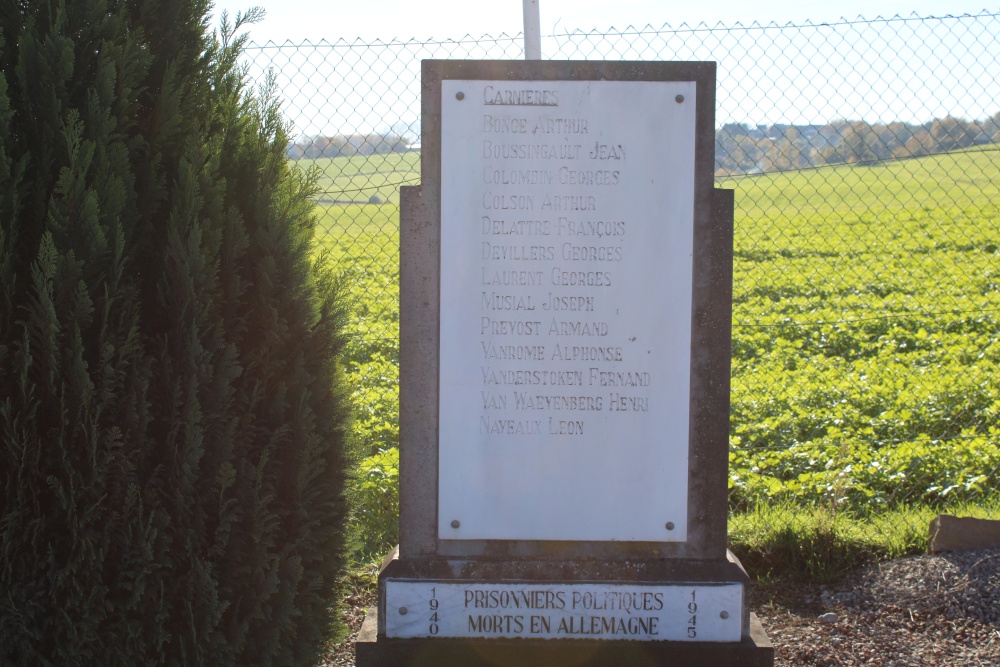 CARNIERES
BONGE ARTHUR
BOUSSINGAULT JEAN
COLOMBIN GEORGES
COLSON ARTHUR
DELATTRE FRANÇOIS
DEVILLERS GEORGES
LAURENT GEORGES
MUSIAL JOSEPH
PREVOST ARMAND
VANROME ALPHONSE
VANDERSTOKEN FERNAND
VAN WAEYENBERG HENRI
NAVEAUX LEON
1940
PRISONNIERS POLITIQUES
MORTS EN ALLEMAGNE
1945